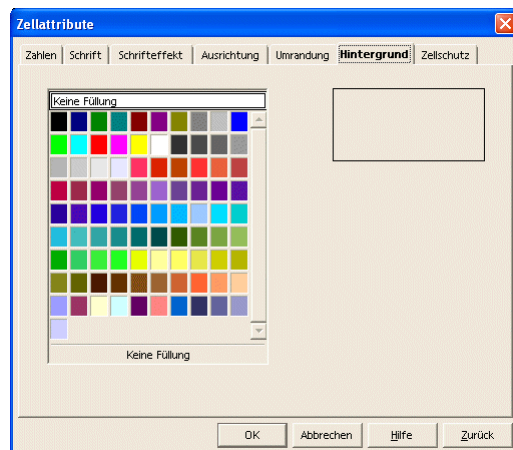 Zellattribute
Zahlen Schrift Schrifteffekt Ausrichtung Umrandung Hintergrund Zellschutz
Keine Füllung
Keine Füllung
OK Abbrechen Hilfe Zurück